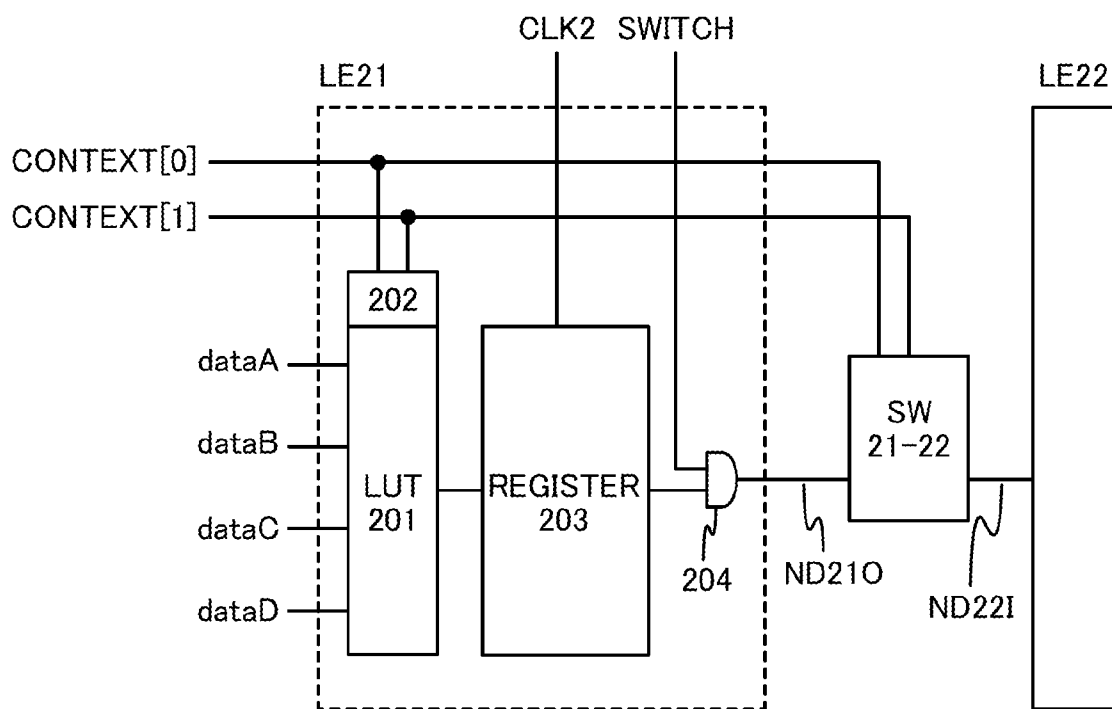 CLK2 SWITCH
LE21
LE22
CONTEXT[0]
CONTEXT[1]
202
dataA
dataB
dataC
dataD
LUT
201
REGISTER
203
204
SW
21-22
ND21O
ND22I